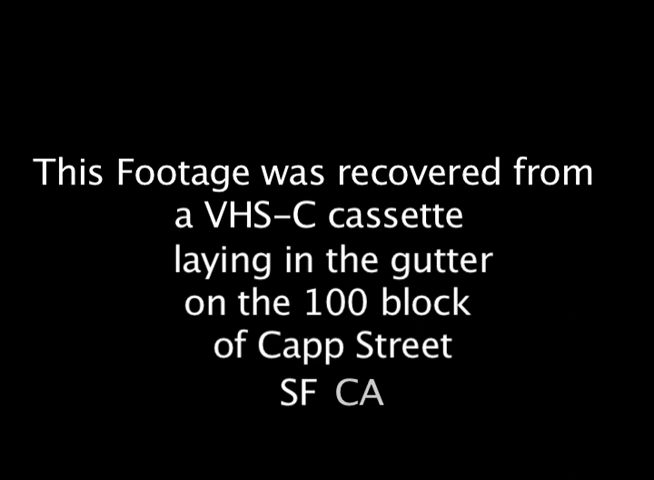 This Footage was recovered from
a VHS-C cassette
laying in the gutter
on the 100 block
of Capp Street
SF CA